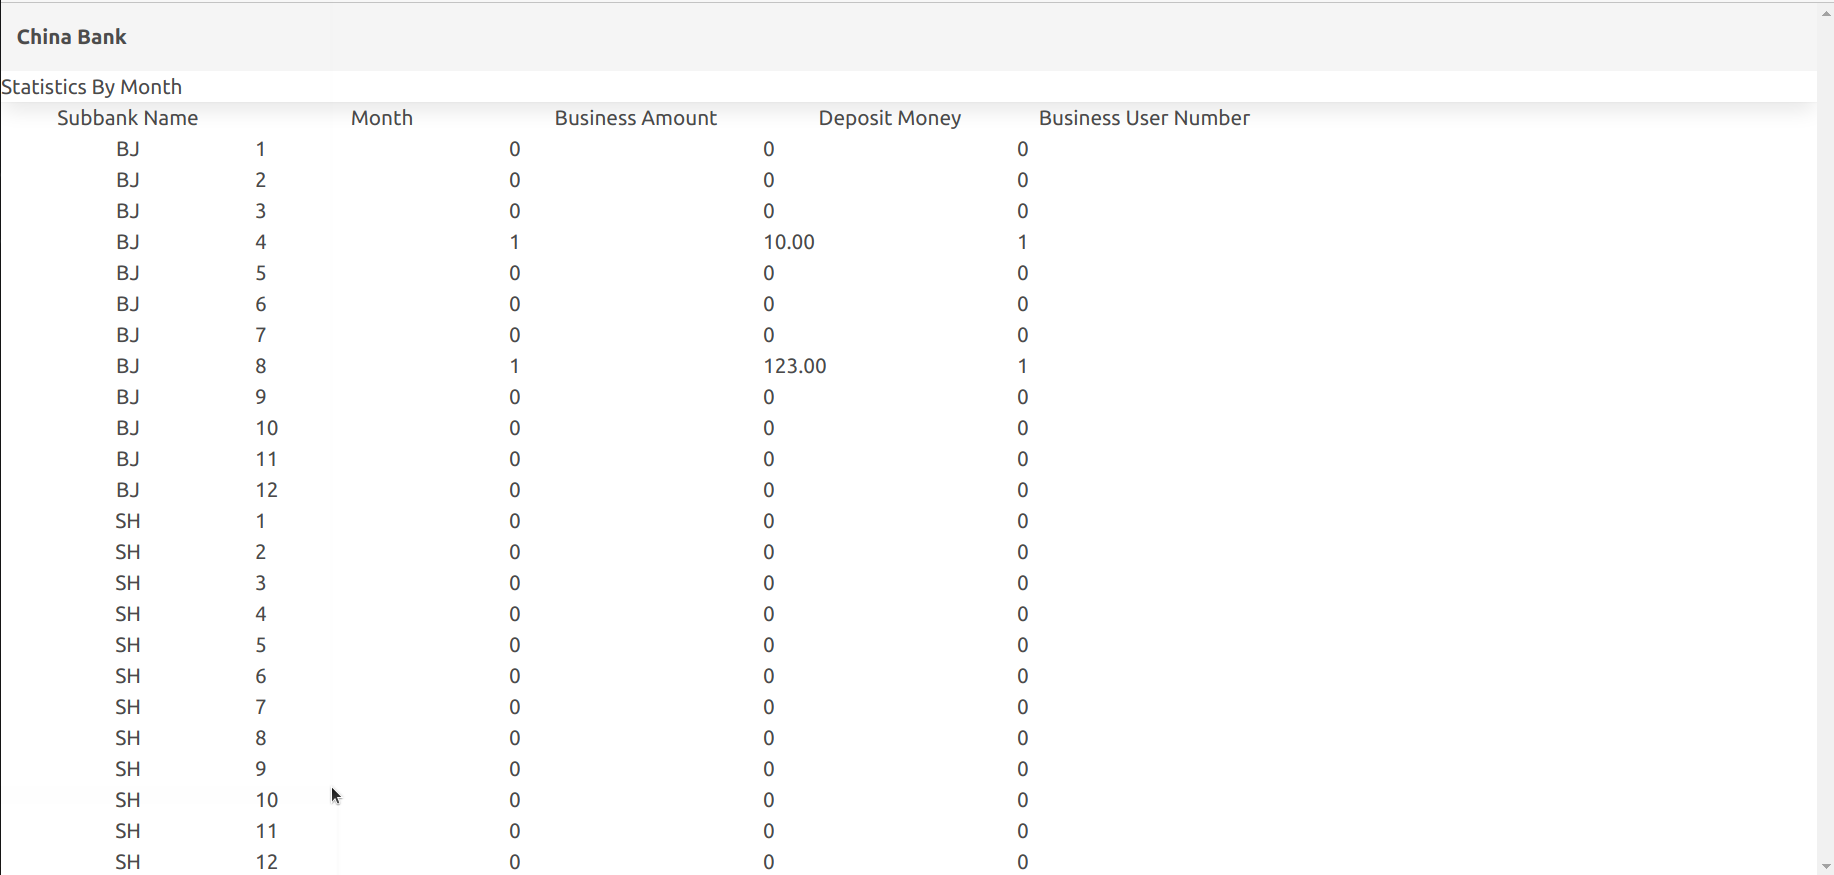 China Bank
Statistics By Month
Subbank Name Month Business Amount Deposit Money Business User Number
BJ 1 0 0 0
BJ 2 0 0 0
BJ 3 0 0 0
BJ 4 1 10.00 1
BJ 5 0 0 0
BJ 6 0 0 0
BJ 7 0 0 0
BJ 8 1 123.00 1
BJ 9 0 0 0
BJ 10 0 0 0
BJ 11 0 0 0
BJ 12 0 0 0
SH 1 0 0 0
SH 2 0 0 0
SH 3 0 0 0
SH 4 0 0 0
SH 5 0 0 0
SH 6 0 0 0
SH 7 0 0 0
SH 8 0 0 0
SH 9 0 0 0
SH 10 0 0 0
SH 11 0 0 0
SH 12 0 0 0